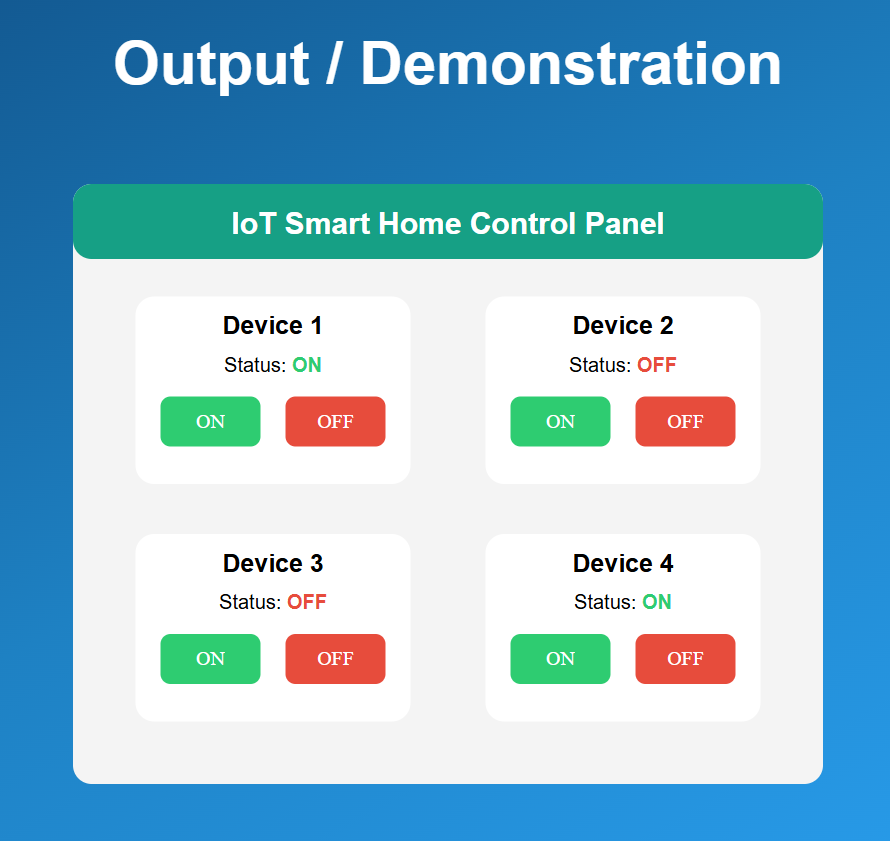 Output / Demonstration
IoT Smart Home Control Panel
Device 1
Status: ON
ON OFF
Device 2
Status: OFF
ON OFF
Device 3
Status: OFF
ON OFF
Device 4
Status: ON
ON OFF